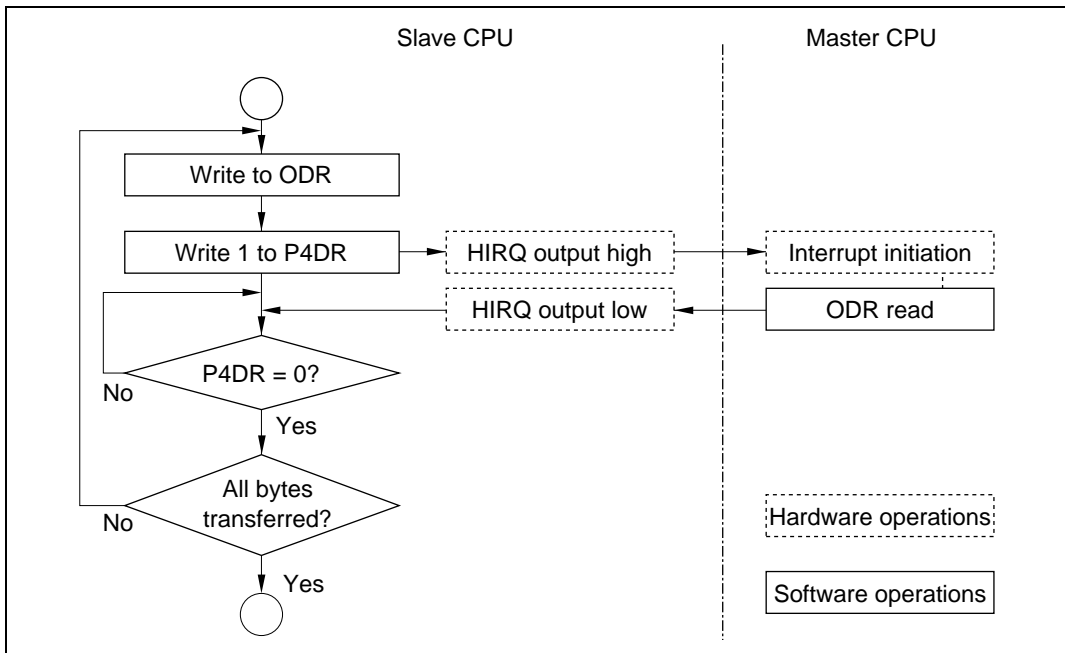 Slave CPU
Master CPU
Write to ODR
Write 1 to P4DR
HIRQ output high
Interrupt initiation
HIRQ output low
ODR read
P4DR = 0?
No
Yes
All bytes
transferred?
No
Yes
Hardware operations
Software operations